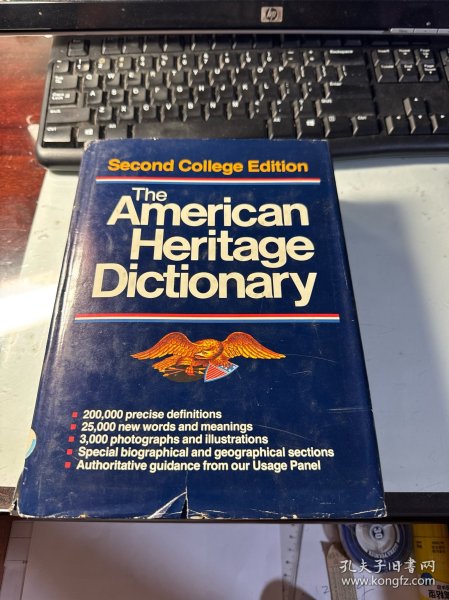 hp
Second College Edition
The
American
Heritage
Dictionary
200,000 precise definitions
25,000 new words and meanings
3,000 photographs and illustrations
Special biographical and geographical sections
Authoritative guidance from our Usage Panel
孔夫子旧书网
www.kongfz.com